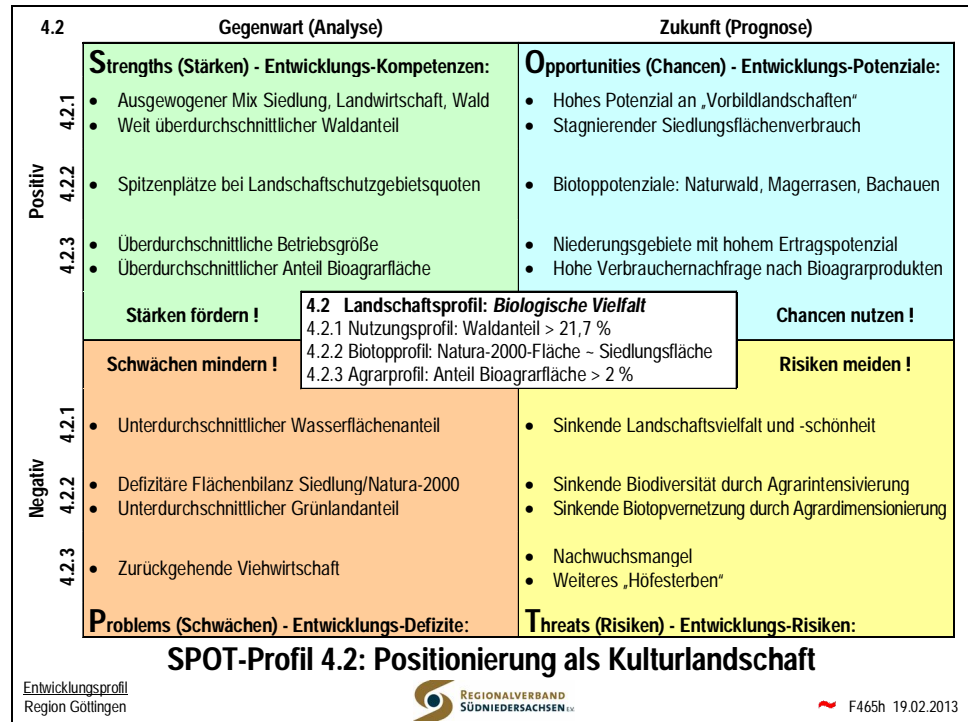 4.2 Gegenwart (Analyse) Zukunft (Prognose)
Strengths (Stärken) - Entwicklungs-Kompetenzen:
4.2.1
• Ausgewogener Mix Siedlung, Landwirtschaft, Wald
• Weit überdurchschnittlicher Waldanteil
Positiv
4.2.2
• Spitzenplätze bei Landschaftschutzgebietsquoten
4.2.3
• Überdurchschnittliche Betriebsgröße
• Überdurchschnittlicher Anteil Bioagrarfläche
Stärken fördern !
Opportunities (Chancen) - Entwicklungs-Potenziale:
• Hohes Potenzial an „Vorbildlandschaften“
• Stagnierender Siedlungsflächenverbrauch
• Biotoppotenziale: Naturwald, Magerrasen, Bachauen
• Niederungsgebiete mit hohem Ertragspotenzial
• Hohe Verbrauchernachfrage nach Bioagrarprodukten
Chancen nutzen !
4.2 Landschaftsprofil: Biologische Vielfalt
4.2.1 Nutzungsprofil: Waldanteil > 21,7 %
4.2.2 Biotopprofil: Natura-2000-Fläche ~ Siedlungsfläche
4.2.3 Agrarprofil: Anteil Bioagrarfläche > 2 %
Schwächen mindern !
4.2.1
• Unterdurchschnittlicher Wasserflächenanteil
Negativ
4.2.2
• Defizitäre Flächenbilanz Siedlung/Natura-2000
• Unterdurchschnittlicher Grünlandanteil
4.2.3
• Zurückgehende Viehwirtschaft
Problems (Schwächen) - Entwicklungs-Defizite:
Risiken meiden !
• Sinkende Landschaftsvielfalt und -schönheit
• Sinkende Biodiversität durch Agrarintensivierung
• Sinkende Biotopvernetzung durch Agrardimensionierung
• Nachwuchsmangel
• Weiteres „Höfesterben“
Threats (Risiken) - Entwicklungs-Risiken:
SPOT-Profil 4.2: Positionierung als Kulturlandschaft
Entwicklungsprofil
Region Göttingen
REGIONALVERBAND
SÜDNIEDERSACHSEN E.V.
F465h 19.02.2013